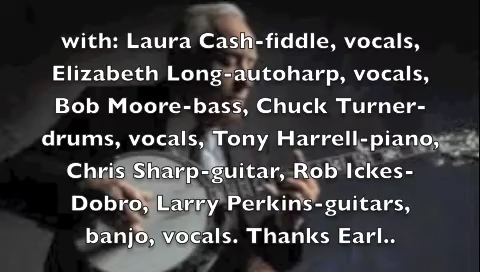 with: Laura Cash-fiddle, vocals,
Elizabeth Long-autoharp, vocals,
Bob Moore-bass, Chuck Turner-
drums, vocals, Tony Harrell-piano,
Chris Sharp-guitar, Rob Ickes-
Dobro, Larry Perkins-guitars,
banjo, vocals. Thanks Earl..